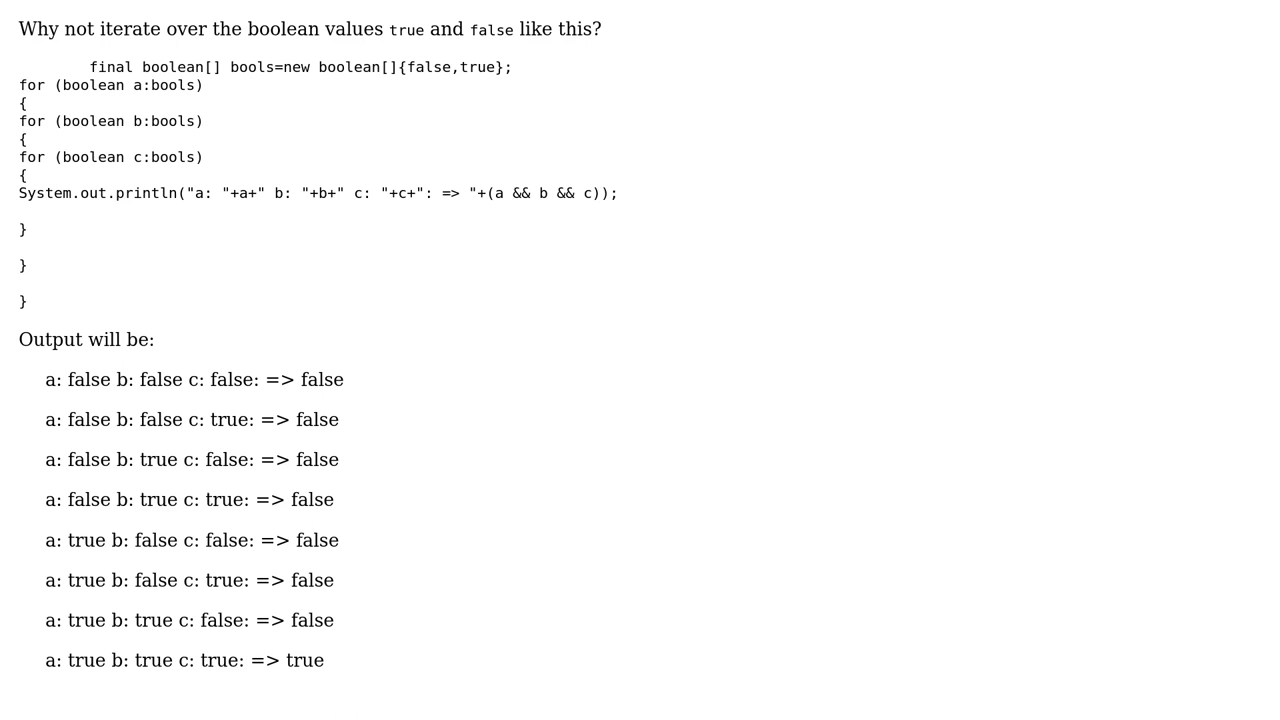 Why not iterate over the boolean values true and false like this?
final boolean[] bools=new boolean[]{false,true};
for (boolean a:bools)
{
for (boolean b:bools)
{
for (boolean c:bools)
{
System.out.println("a: "+a+" b: "+b+" c: "+c+": => "+(a && b && c));
}
}
}
Output will be:
a: false b: false c: false: => false
a: false b: false c: true: => false
a: false b: true c: false: => false
a: false b: true c: true: => false
a: true b: false c: false: => false
a: true b: false c: true: => false
a: true b: true c: false: => false
a: true b: true c: true: => true